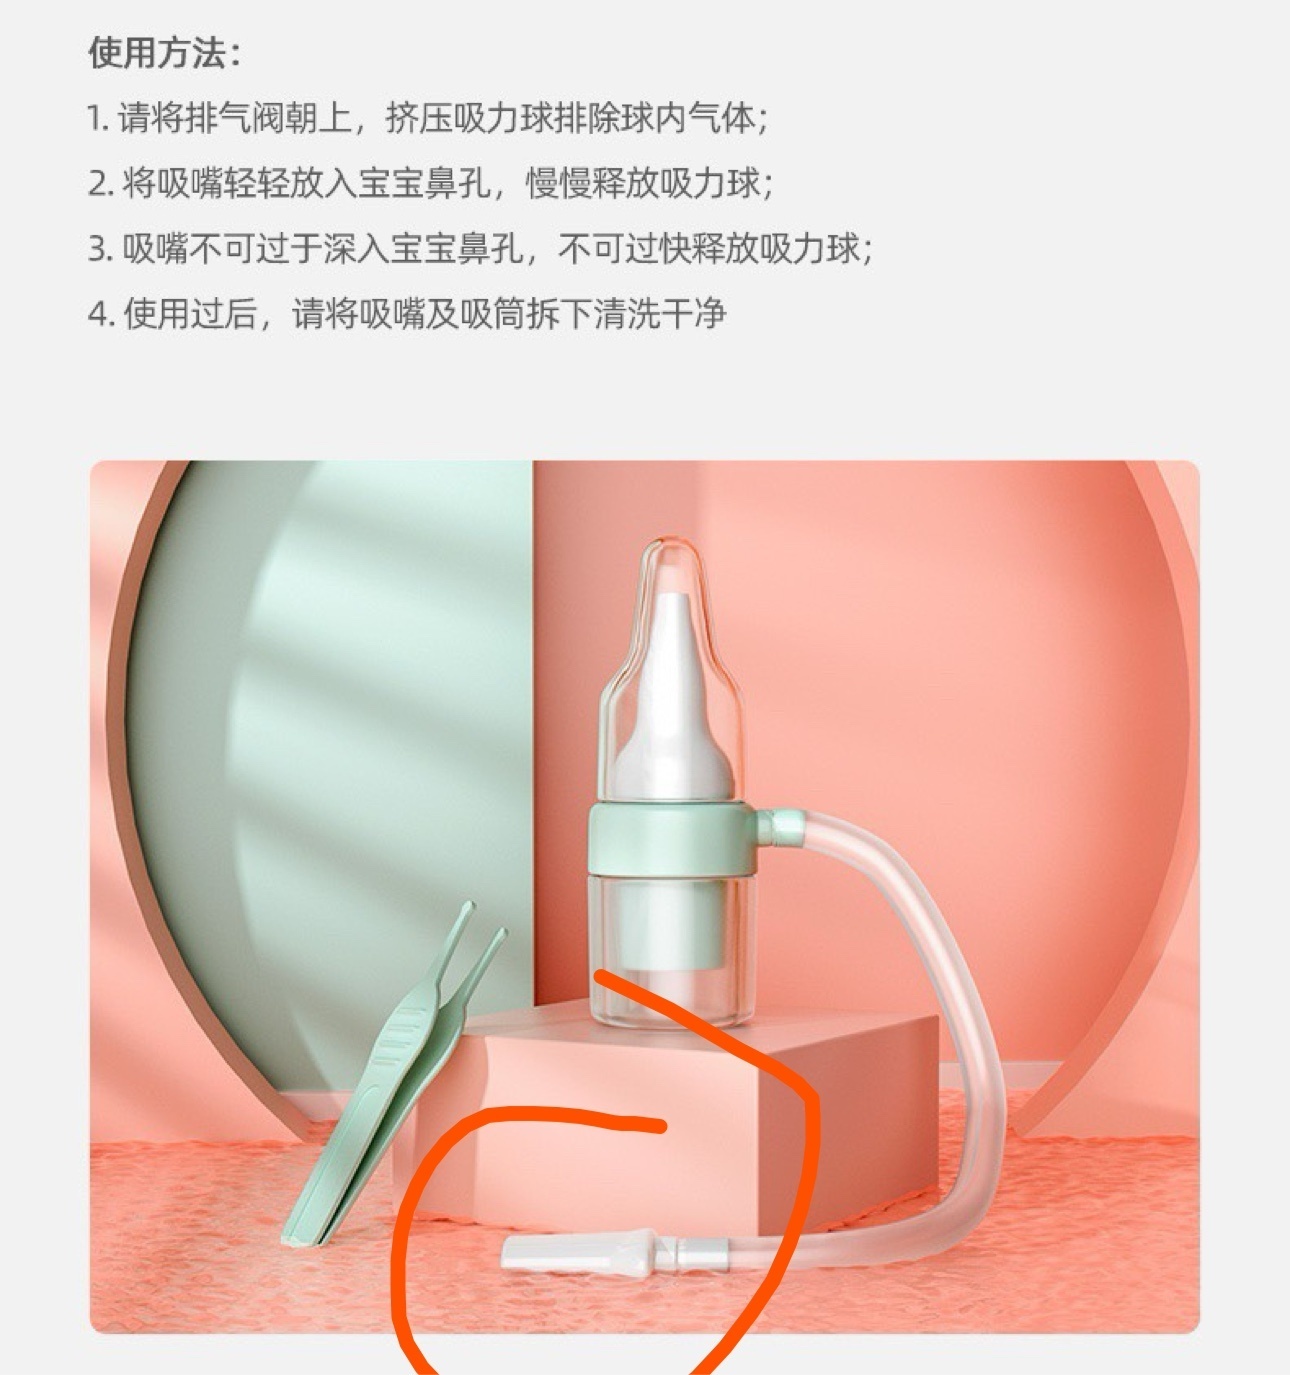 使用方法：
1. 请将排气阀朝上，挤压吸力球排除球内气体；
2. 将吸嘴轻轻放入宝宝鼻孔，慢慢释放吸力球；
3. 吸嘴不可过于深入宝宝鼻孔，不可过快释放吸力球；
4. 使用过后，请将吸嘴及吸筒拆下清洗干净